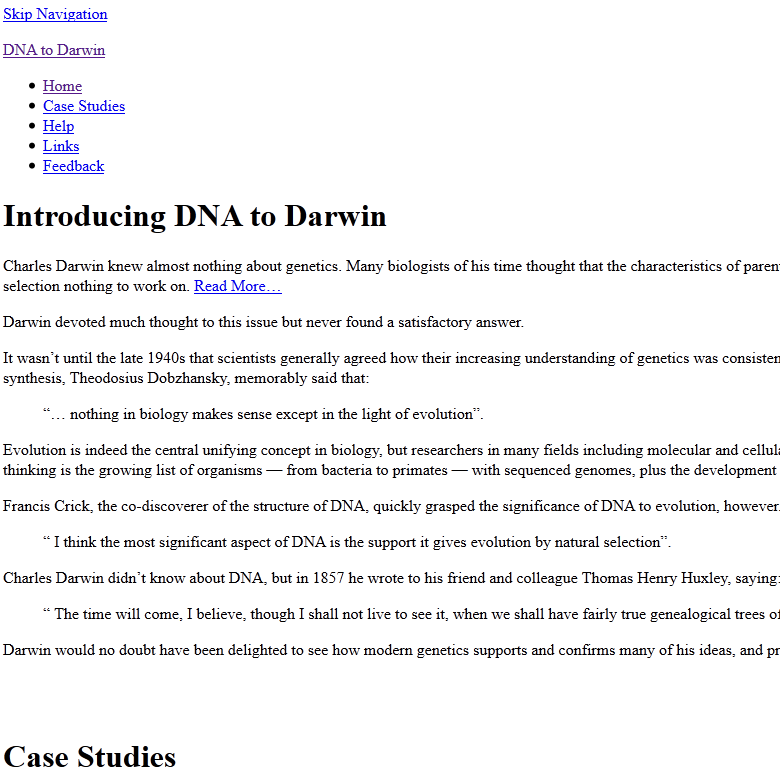 Skip Navigation
DNA to Darwin
Home
Case Studies
Help
Links
Feedback
Introducing DNA to Darwin
Charles Darwin knew almost nothing about genetics. Many biologists of his time thought that the characteristics of
selection nothing to work on. Read More…
Darwin devoted much thought to this issue but never found a satisfactory answer.
It wasn’t until the late 1940s that scientists generally agreed how their increasing understanding of genetics was
synthesis, Theodosius Dobzhansky, memorably said that:
“… nothing in biology makes sense except in the light of evolution”.
Evolution is indeed the central unifying concept in biology, but researchers in many fields including molecular and
thinking is the growing list of organisms — from bacteria to primates — with sequenced genomes, plus the development
Francis Crick, the co-discoverer of the structure of DNA, quickly grasped the significance of DNA to evolution, however.
“ I think the most significant aspect of DNA is the support it gives evolution by natural selection”.
Charles Darwin didn’t know about DNA, but in 1857 he wrote to his friend and colleague Thomas Henry Huxley, saying:
“ The time will come, I believe, though I shall not live to see it, when we shall have fairly true genealogical trees
Darwin would no doubt have been delighted to see how modern genetics supports and confirms many of his ideas, and
Case Studies